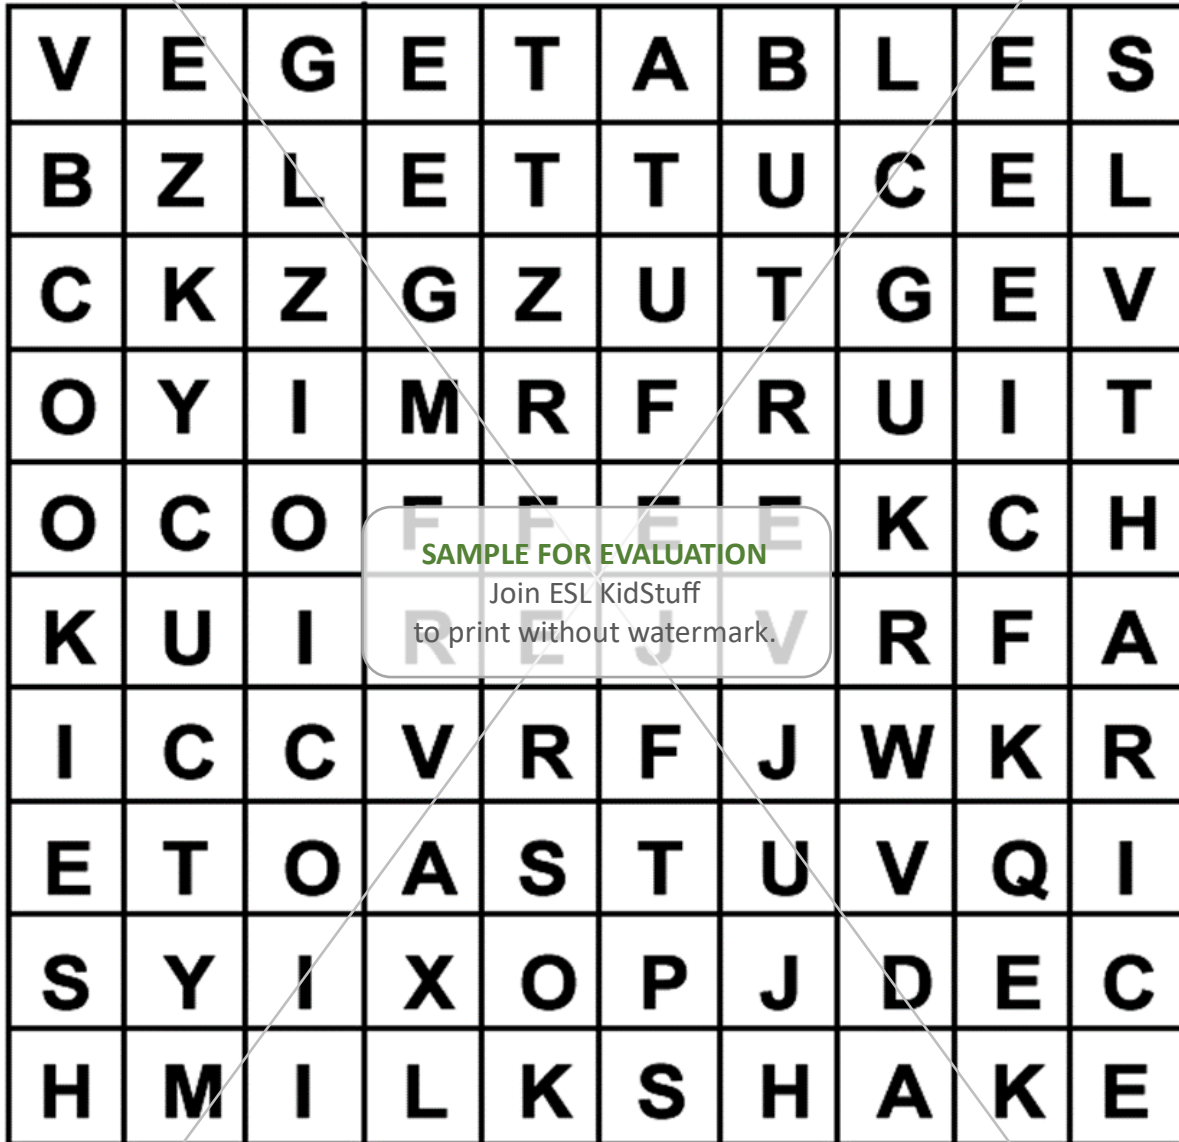 V E G E T A B L E S
B Z L E T T U C E L
C K Z G Z U T G E V
O Y I M R F R U I T
O C O F F E E K C H
K U I R E J V R F A
I C C V R F J W K R
E T O A S T U V Q I
S Y I X O P J D E C
H M I L K S H A K E
SAMPLE FOR EVALUATION
Join ESL KidStuff
to print without watermark.